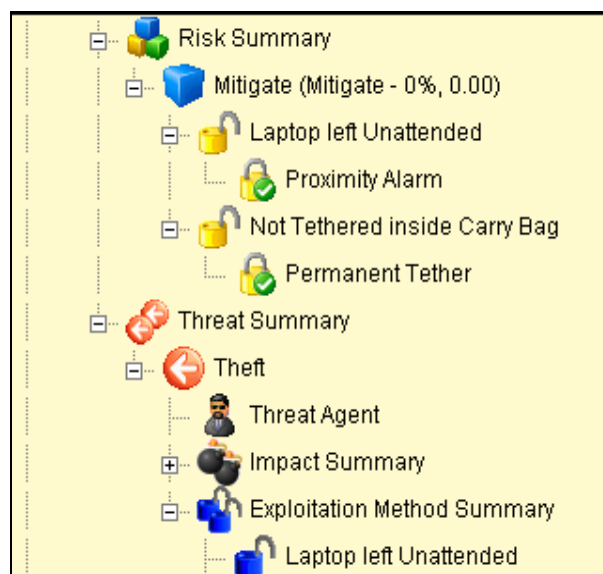 Risk Summary
Mitigate (Mitigate - 0%, 0.00)
Laptop left Unattended
Proximity Alarm
Not Tethered inside Carry Bag
Permanent Tether
Threat Summary
Theft
Threat Agent
Impact Summary
Exploitation Method Summary
Laptop left Unattended